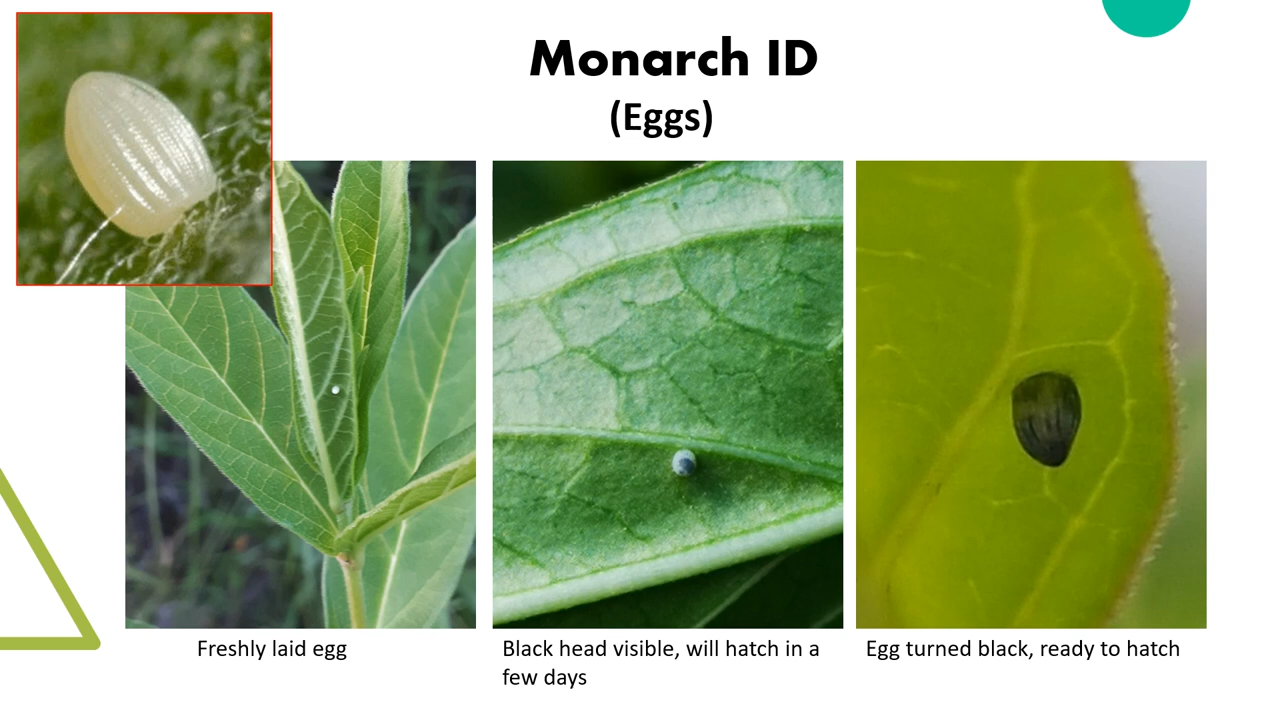 Monarch ID
(Eggs)
Freshly laid egg
Black head visible, will hatch in a
few days
Egg turned black, ready to hatch